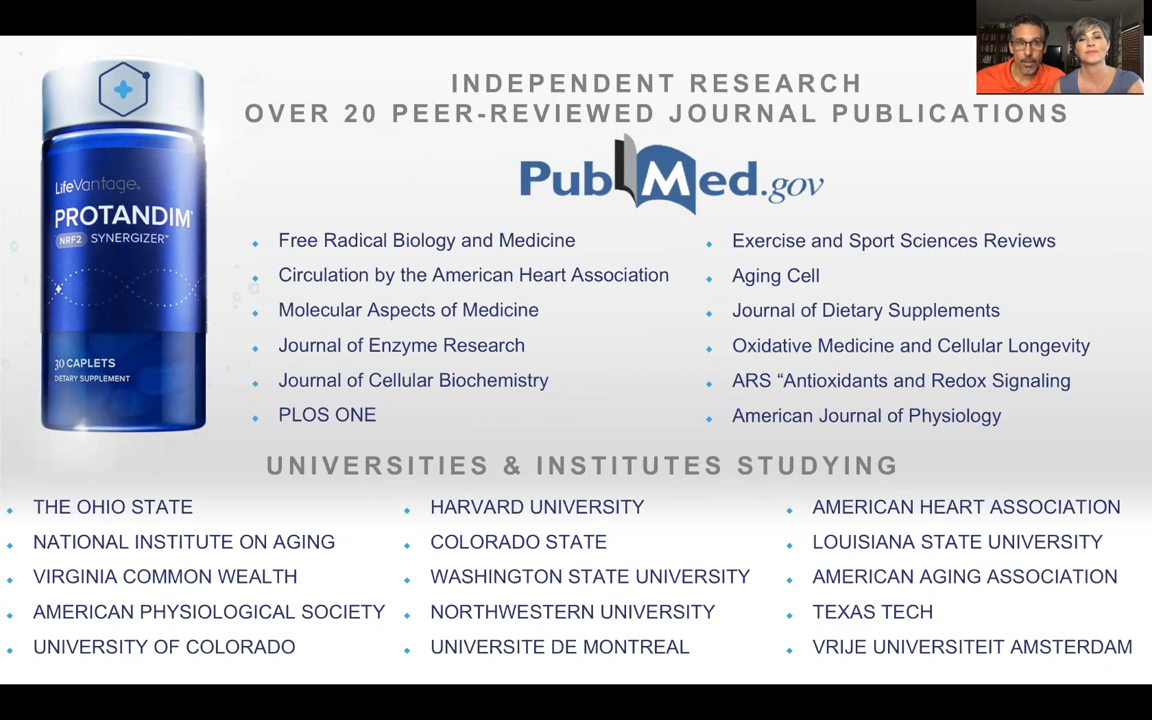 INDEPENDENT RESEARCH
OVER 20 PEER-REVIEWED JOURNAL PUBLICATIONS
PubMed.gov
LifeVantage®
PROTANDIM®
NRF2 SYNERGIZER™
30 CAPLETS
DIETARY SUPPLEMENT
Free Radical Biology and Medicine
Circulation by the American Heart Association
Molecular Aspects of Medicine
Journal of Enzyme Research
Journal of Cellular Biochemistry
PLOS ONE
Exercise and Sport Sciences Reviews
Aging Cell
Journal of Dietary Supplements
Oxidative Medicine and Cellular Longevity
ARS “Antioxidants and Redox Signaling
American Journal of Physiology
UNIVERSITIES & INSTITUTES STUDYING
THE OHIO STATE
NATIONAL INSTITUTE ON AGING
VIRGINIA COMMON WEALTH
AMERICAN PHYSIOLOGICAL SOCIETY
UNIVERSITY OF COLORADO
HARVARD UNIVERSITY
COLORADO STATE
WASHINGTON STATE UNIVERSITY
NORTHWESTERN UNIVERSITY
UNIVERSITE DE MONTREAL
AMERICAN HEART ASSOCIATION
LOUISIANA STATE UNIVERSITY
AMERICAN AGING ASSOCIATION
TEXAS TECH
VRIJE UNIVERSITEIT AMSTERDAM